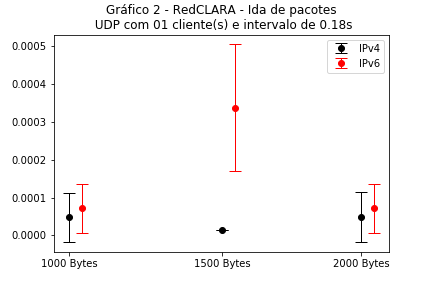 Gráfico 2 - RedCLARA - Ida de pacotes
UDP com 01 cliente(s) e intervalo de 0.18s
IPv4
IPv6
0.0005
0.0004
0.0003
0.0002
0.0001
0.0000
1000 Bytes
1500 Bytes
2000 Bytes